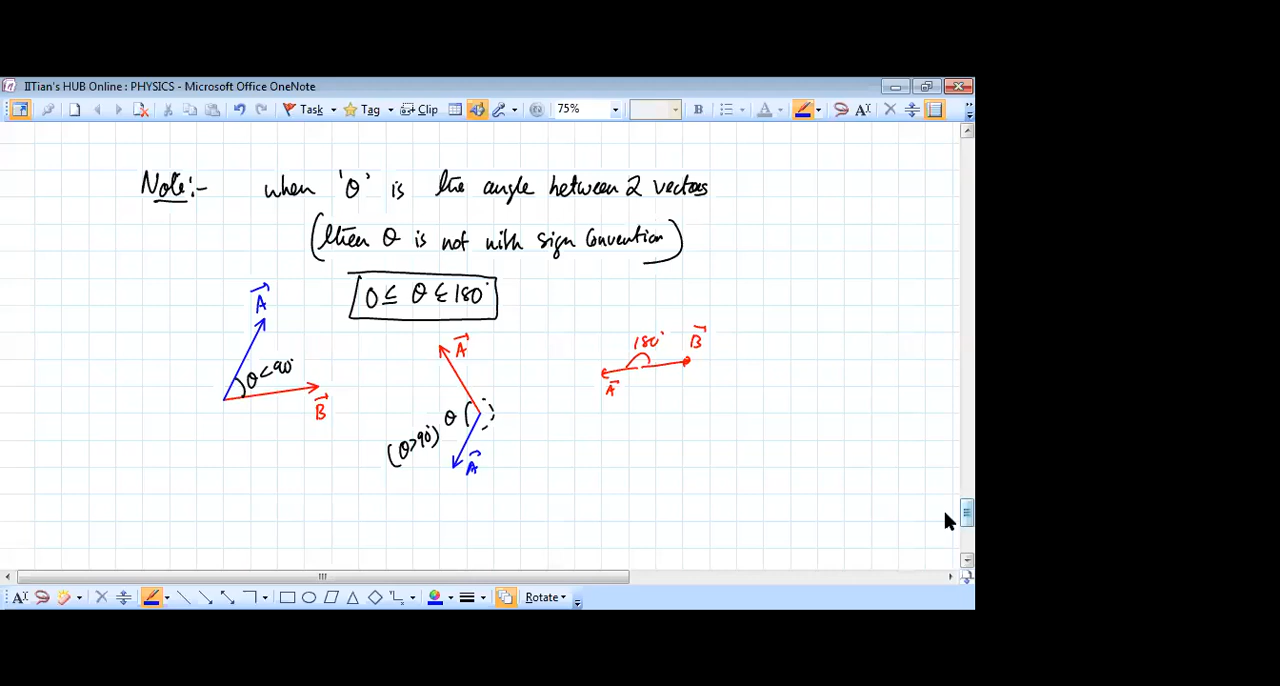 IITian's HUB Online : PHYSICS - Microsoft Office OneNote
Task Tag Clip 75% B A
Note:- when 'θ' is the angle between 2 vectors
(then θ is not with sign convention)
0 ≤ θ ≤ 180°
A⃗
θ < 90°
B⃗
A⃗
θ
(θ>90°)
A⃗
180°
B⃗
A⃗
Rotate